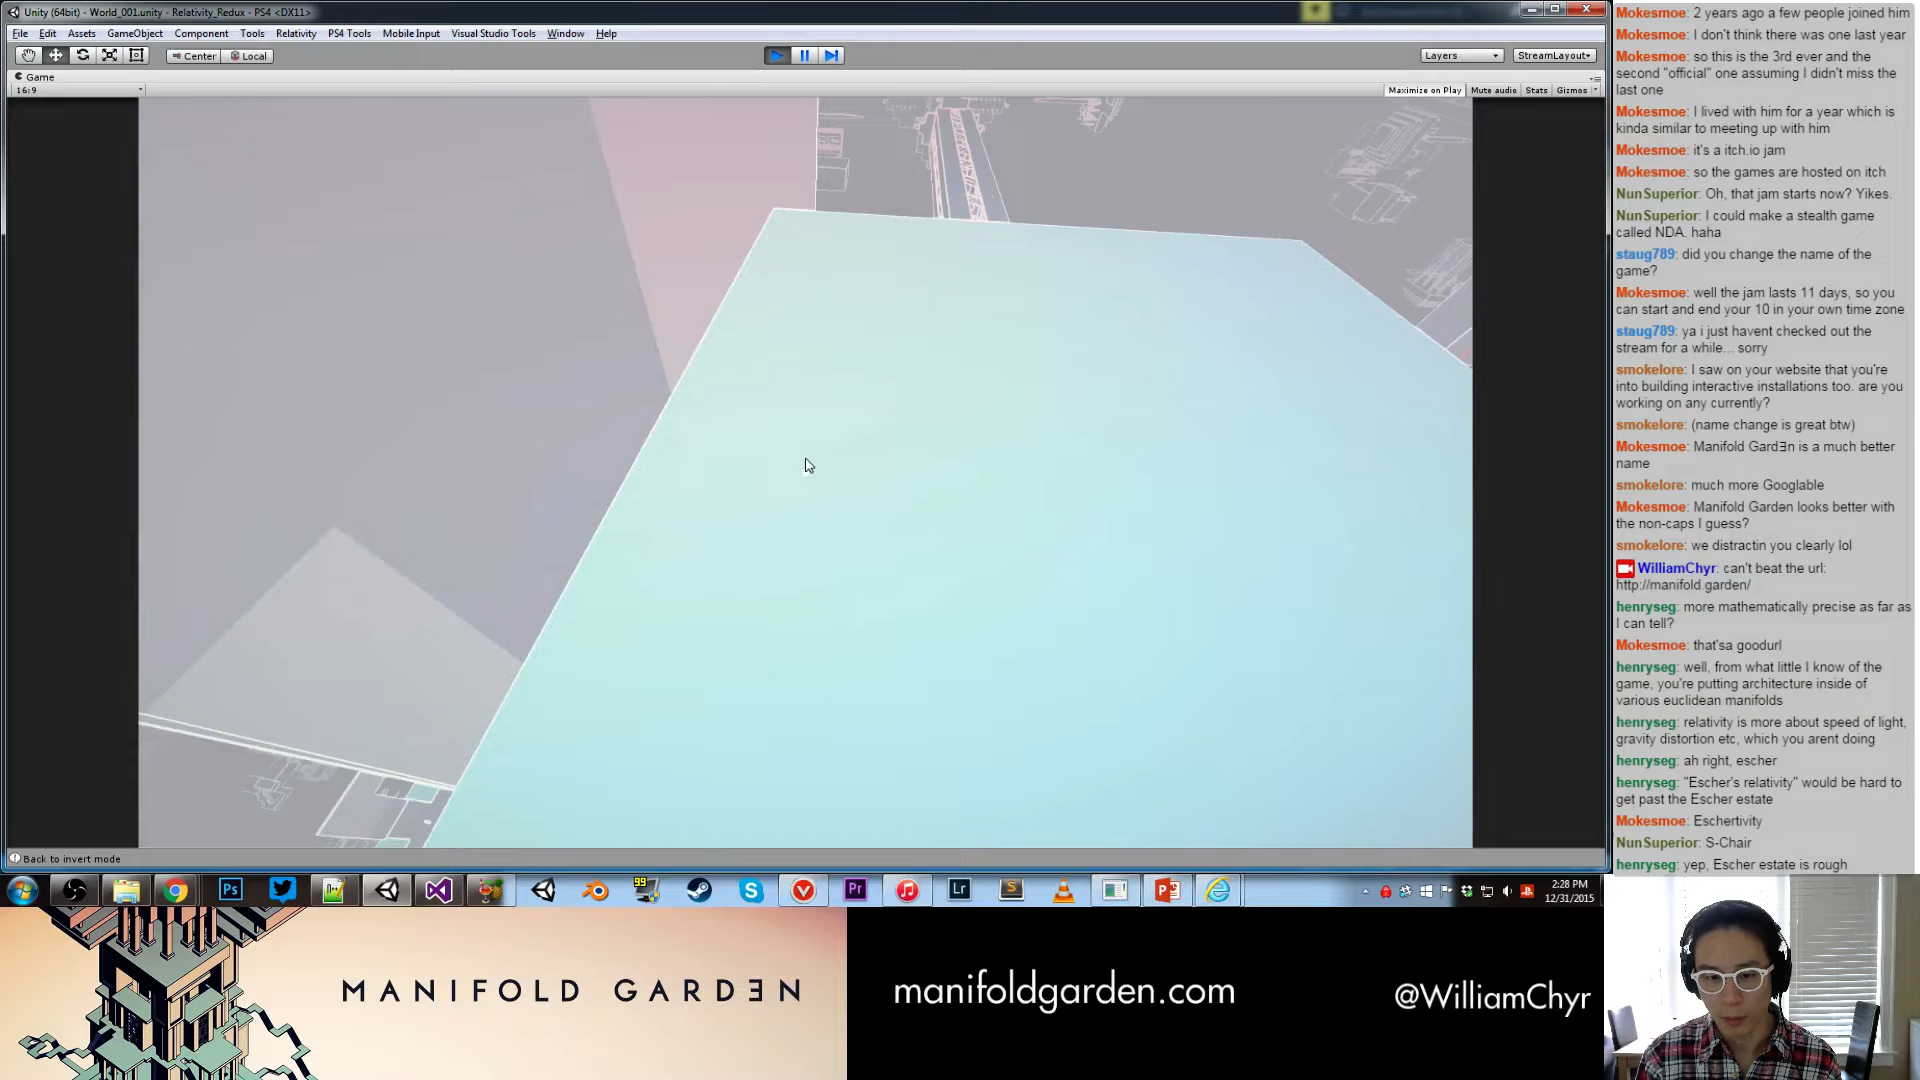 Unity (64bit) - World_001.unity - Relativity_Redux - PS4 <DX11>
File Edit Assets GameObject Component Tools Relativity PS4 Tools Mobile Input Visual Studio Tools Window Help
Center Local Layers StreamLayout
Game
16:9 Maximize on Play Mute audio Stats Gizmos
Back to invert mode
Mokesmoe: 2 years ago a few people joined him
Mokesmoe: I don't think there was one last year
Mokesmoe: so this is the 3rd ever and the
second "official" one assuming I didn't miss the
last one
Mokesmoe: I lived with him for a year which is
kinda similar to meeting up with him
Mokesmoe: it's a itch.io jam
Mokesmoe: so the games are hosted on itch
NunSuperior: Oh, that jam starts now? Yikes.
NunSuperior: I could make a stealth game
called NDA. haha
staug789: did you change the name of the
game?
Mokesmoe: well the jam lasts 11 days, so you
can start and end your 10 in your own time zone
staug789: ya i just havent checked out the
stream for a while... sorry
smokelore: I saw on your website that you're
into building interactive installations too. are you
working on any currently?
smokelore: (name change is great btw)
Mokesmoe: Manifold GardƎn is a much better
name
smokelore: much more Googlable
Mokesmoe: Manifold Gardən looks better with
the non-caps I guess?
smokelore: we distractin you clearly lol
WilliamChyr: can't beat the url:
http://manifold.garden/
henryseg: more mathematically precise as far as
I can tell?
Mokesmoe: that'sa goodurl
henryseg: well, from what little I know of the
game, you're putting architecture inside of
various euclidean manifolds
henryseg: relativity is more about speed of light,
gravity distortion etc, which you arent doing
henryseg: ah right, escher
henryseg: "Escher's relativity" would be hard to
get past the Escher estate
Mokesmoe: Eschertivity
NunSuperior: S-Chair
henryseg: yep, Escher estate is rough
Ps 99 Pr Lr S
2:28 PM
12/31/2015
MANIFOLD GARDƎN
manifoldgarden.com
@WilliamChyr